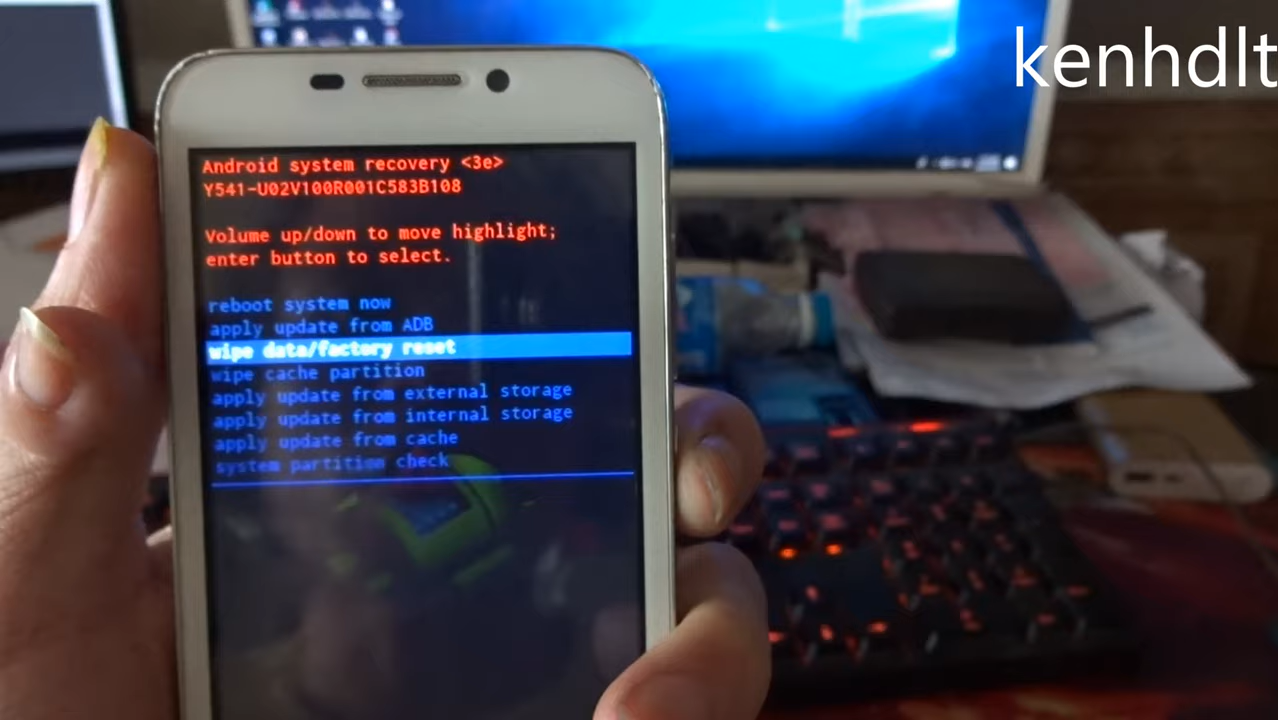 kenhdlt
Android system recovery <3e>
Y541-U02V100R001C583B108
Volume up/down to move highlight;
enter button to select.
reboot system now
apply update from ADB
wipe data/factory reset
wipe cache partition
apply update from external storage
apply update from internal storage
apply update from cache
system partition check